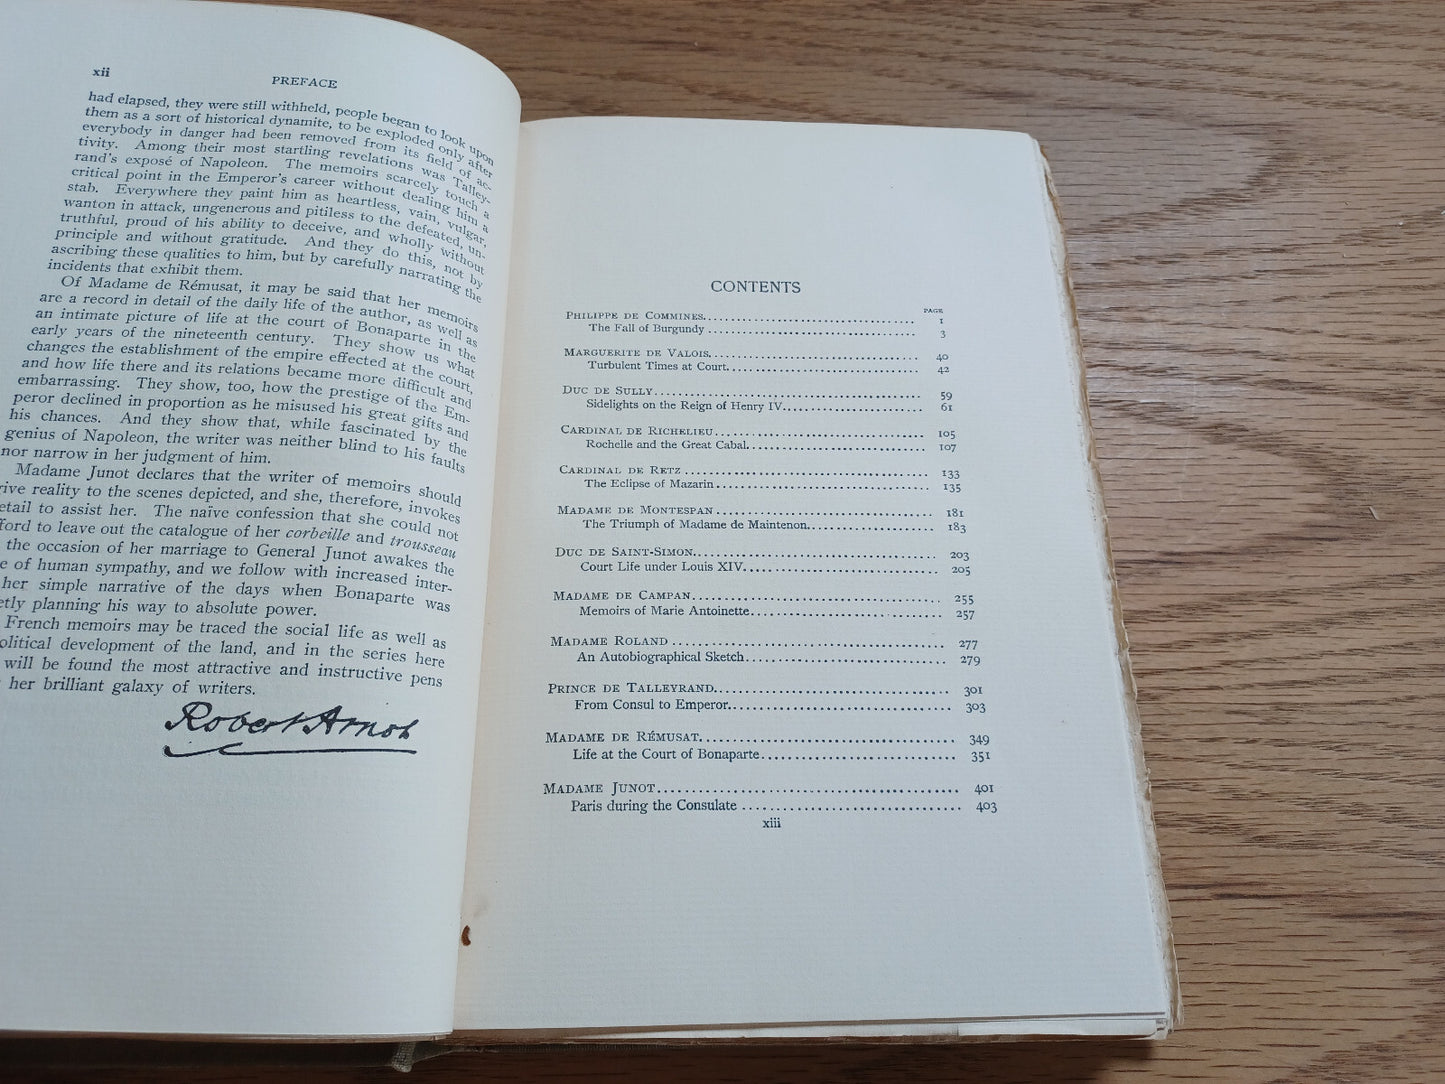 xii
PREFACE
had elapsed, they were still withheld, people began to look upon
them as a sort of historical dynamite, to be exploded only after
everybody in danger had been removed from its field of ac-
tivity. Among their most startling revelations was Talley-
rand's exposé of Napoleon. The memoirs scarcely touch a
critical point in the Emperor's career without dealing him a
stab. Everywhere they paint him as heartless, vain, vulgar,
wanton in attack, ungenerous and pitiless to the defeated, un-
truthful, proud of his ability to deceive, and wholly without
principle and without gratitude. And they do this, not by
ascribing these qualities to him, but by carefully narrating the
incidents that exhibit them.
Of Madame de Rémusat, it may be said that her memoirs
are a record in detail of the daily life of the author, as well as
an intimate picture of life at the court of Bonaparte in the
early years of the nineteenth century. They show us what
changes the establishment of the empire effected at the court,
and how life there and its relations became more difficult and
embarrassing. They show, too, how the prestige of the Em-
peror declined in proportion as he misused his great gifts and
his chances. And they show that, while fascinated by the
genius of Napoleon, the writer was neither blind to his faults
nor narrow in her judgment of him.
Madame Junot declares that the writer of memoirs should
ive reality to the scenes depicted, and she, therefore, invokes
etail to assist her. The naïve confession that she could not
ford to leave out the catalogue of her corbeille and trousseau
the occasion of her marriage to General Junot awakes the
e of human sympathy, and we follow with increased inter-
her simple narrative of the days when Bonaparte was
etly planning his way to absolute power.
French memoirs may be traced the social life as well as
olitical development of the land, and in the series here
will be found the most attractive and instructive pens
her brilliant galaxy of writers.
Robert Arnot
CONTENTS
PAGE
PHILIPPE DE COMMINES 1
The Fall of Burgundy 3
MARGUERITE DE VALOIS 40
Turbulent Times at Court 42
DUC DE SULLY 59
Sidelights on the Reign of Henry IV 61
CARDINAL DE RICHELIEU 105
Rochelle and the Great Cabal 107
CARDINAL DE RETZ 133
The Eclipse of Mazarin 135
MADAME DE MONTESPAN 181
The Triumph of Madame de Maintenon 183
DUC DE SAINT-SIMON 203
Court Life under Louis XIV 205
MADAME DE CAMPAN 255
Memoirs of Marie Antoinette 257
MADAME ROLAND 277
An Autobiographical Sketch 279
PRINCE DE TALLEYRAND 301
From Consul to Emperor 303
MADAME DE RÉMUSAT 349
Life at the Court of Bonaparte 351
MADAME JUNOT 401
Paris during the Consulate 403
xiii